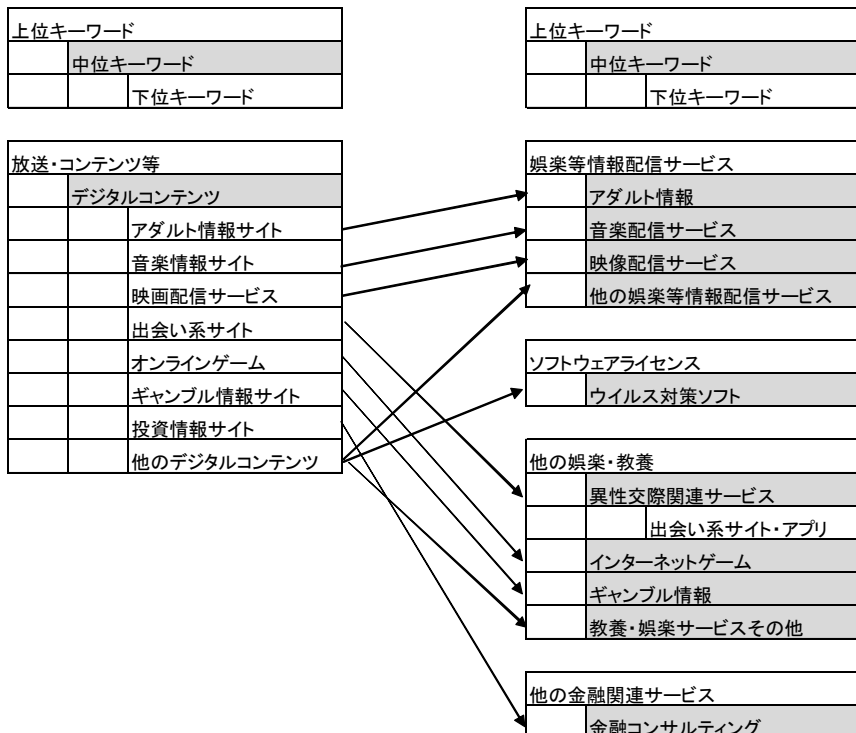 上位キーワード
中位キーワード
下位キーワード
放送・コンテンツ等
デジタルコンテンツ
アダルト情報サイト
音楽情報サイト
映画配信サービス
出会い系サイト
オンラインゲーム
ギャンブル情報サイト
投資情報サイト
他のデジタルコンテンツ
上位キーワード
中位キーワード
下位キーワード
娯楽等情報配信サービス
アダルト情報
音楽配信サービス
映像配信サービス
他の娯楽等情報配信サービス
ソフトウェアライセンス
ウイルス対策ソフト
他の娯楽・教養
異性交際関連サービス
出会い系サイト・アプリ
インターネットゲーム
ギャンブル情報
教養・娯楽サービスその他
他の金融関連サービス
金融コンサルティング